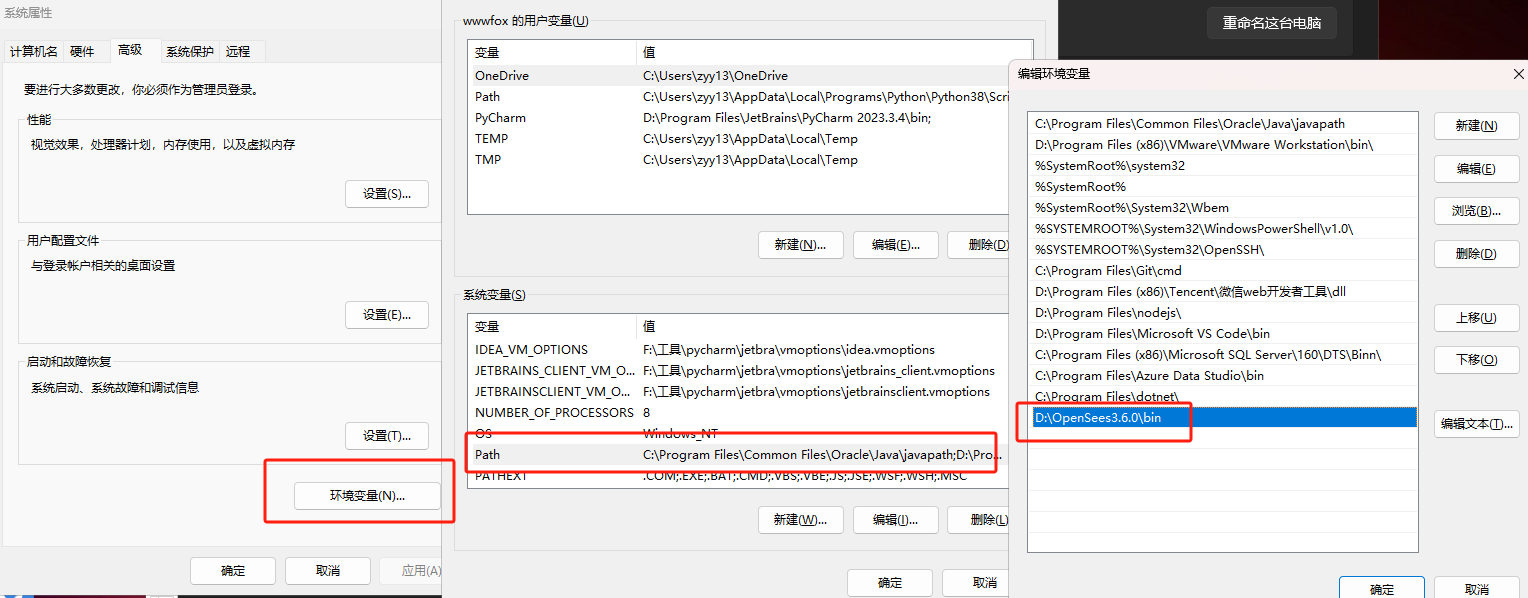 系统属性
计算机名 硬件 高级 系统保护 远程
要进行大多数更改，你必须作为管理员登录。
性能
视觉效果，处理器计划，内存使用，以及虚拟内存
设置(S)...
用户配置文件
与登录帐户相关的桌面设置
设置(E)...
启动和故障恢复
系统启动、系统故障和调试信息
设置(T)...
环境变量(N)...
确定 取消 应用(A)
wwwfox 的用户变量(U)
变量 值
OneDrive C:\Users\zyy13\OneDrive
Path C:\Users\zyy13\AppData\Local\Programs\Python\Python38\Scri
PyCharm D:\Program Files\JetBrains\PyCharm 2023.3.4\bin;
TEMP C:\Users\zyy13\AppData\Local\Temp
TMP C:\Users\zyy13\AppData\Local\Temp
新建(N)... 编辑(E)... 删除(D)
系统变量(S)
变量 值
IDEA_VM_OPTIONS F:\工具\pycharm\jetbra\vmoptions\idea.vmoptions
JETBRAINS_CLIENT_VM_O... F:\工具\pycharm\jetbra\vmoptions\jetbrains_client.vmoptions
JETBRAINSCLIENT_VM_O... F:\工具\pycharm\jetbra\vmoptions\jetbrainsclient.vmoptions
NUMBER_OF_PROCESSORS 8
OS Windows_NT
Path C:\Program Files\Common Files\Oracle\Java\javapath;D:\Pro...
PATHEXT .COM;.EXE;.BAT;.CMD;.VBS;.VBE;.JS;.JSE;.WSF;.WSH;.MSC
新建(W)... 编辑(I)... 删除(L)
确定 取消
重命名这台电脑
编辑环境变量
C:\Program Files\Common Files\Oracle\Java\javapath
D:\Program Files (x86)\VMware\VMware Workstation\bin\
%SystemRoot%\system32
%SystemRoot%
%SystemRoot%\System32\Wbem
%SYSTEMROOT%\System32\WindowsPowerShell\v1.0\
%SYSTEMROOT%\System32\OpenSSH\
C:\Program Files\Git\cmd
D:\Program Files (x86)\Tencent\微信web开发者工具\dll
D:\Program Files\nodejs\
D:\Program Files\Microsoft VS Code\bin
C:\Program Files (x86)\Microsoft SQL Server\160\DTS\Binn\
C:\Program Files\Azure Data Studio\bin
C:\Program Files\dotnet\
D:\OpenSees3.6.0\bin
新建(N)
编辑(E)
浏览(B)...
删除(D)
上移(U)
下移(O)
编辑文本(T)...
确定 取消